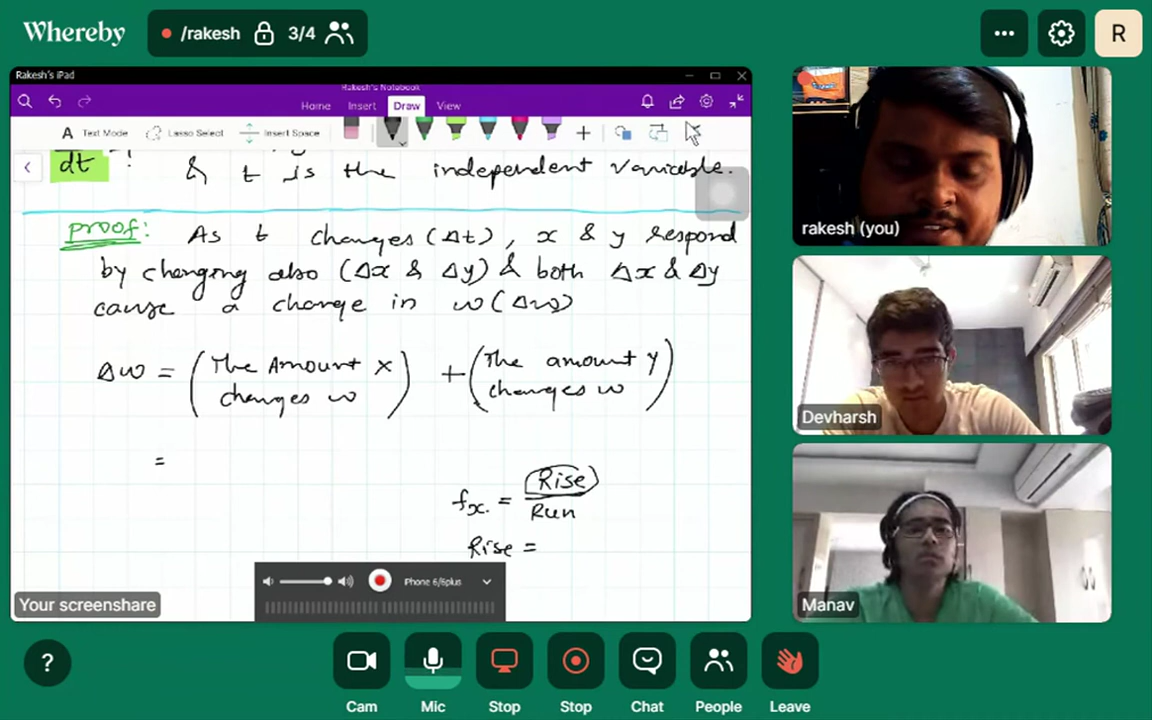 Whereby
/rakesh 3/4
R
Rakesh's iPad
Rakesh's Notebook
Home Insert Draw View
A Text Mode Lasso Select Insert Space
dt
& t is the independent variable.
proof: As t changes (Δt), x & y respond
by changing also (Δx & Δy) & both Δx & Δy
cause a change in w (Δw)
Δw = (The Amount x changes w) + (The amount y changes w)
=
fx. = Rise
Run
Rise =
Phone 6/6plus
Your screenshare
rakesh (you)
Devharsh
Manav
?
Cam Mic Stop Stop Chat People Leave